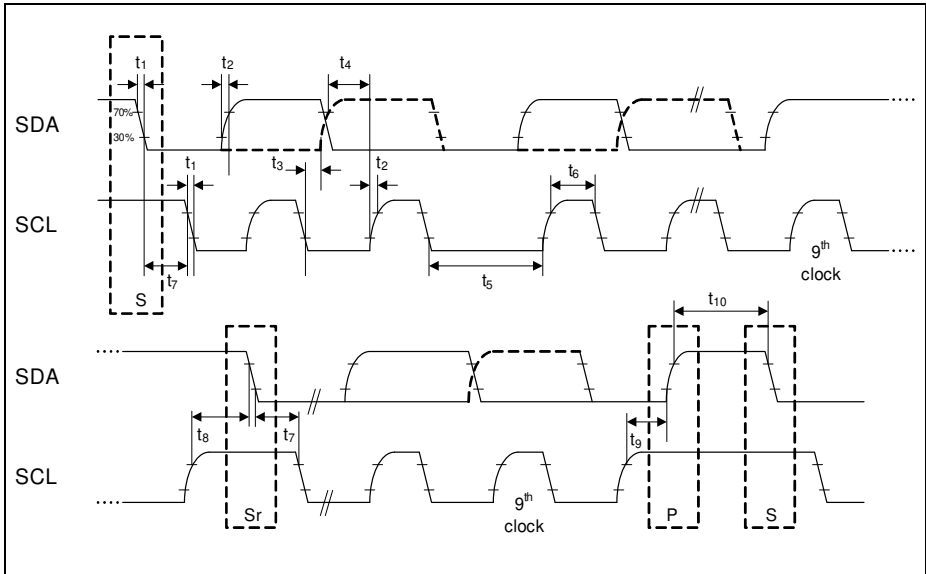 t1 t2 t4
SDA
70%
30%
t1 t3 t2 t6
SCL
9th
clock
t7 t5
S
t10
SDA
t8 t7 t9
SCL
9th
clock
Sr P S